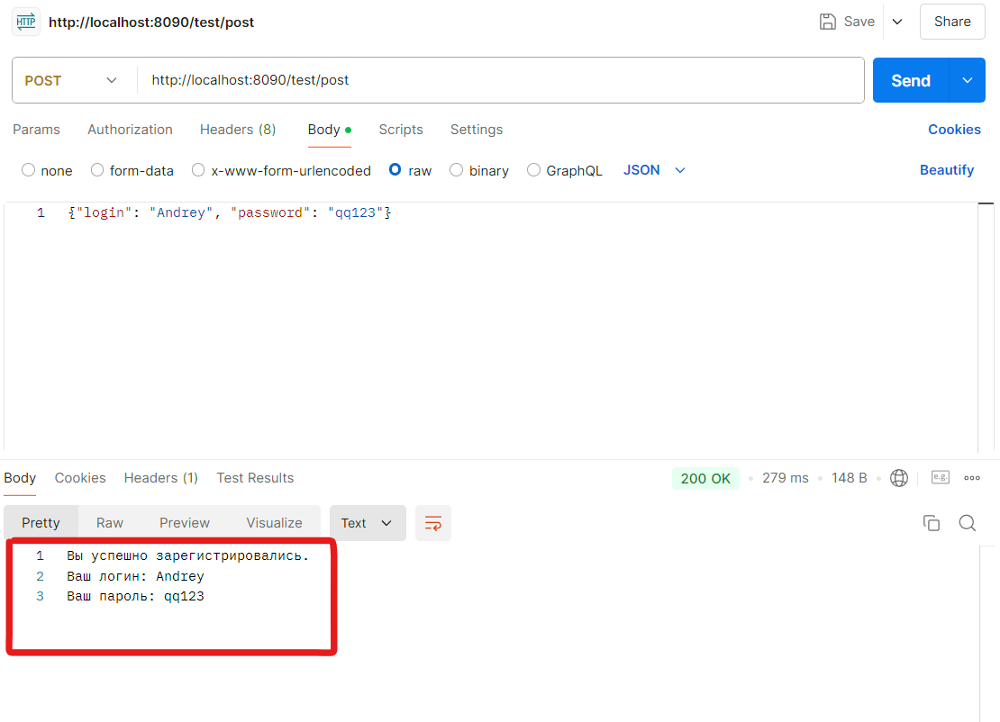 HTTP http://localhost:8090/test/post Save Share
POST http://localhost:8090/test/post Send
Params Authorization Headers (8) Body Scripts Settings Cookies
none form-data x-www-form-urlencoded raw binary GraphQL JSON Beautify
1 {"login": "Andrey", "password": "qq123"}
Body Cookies Headers (1) Test Results 200 OK 279 ms 148 B e.g.
Pretty Raw Preview Visualize Text
1 Вы успешно зарегистрировались.
2 Ваш логин: Andrey
3 Ваш пароль: qq123